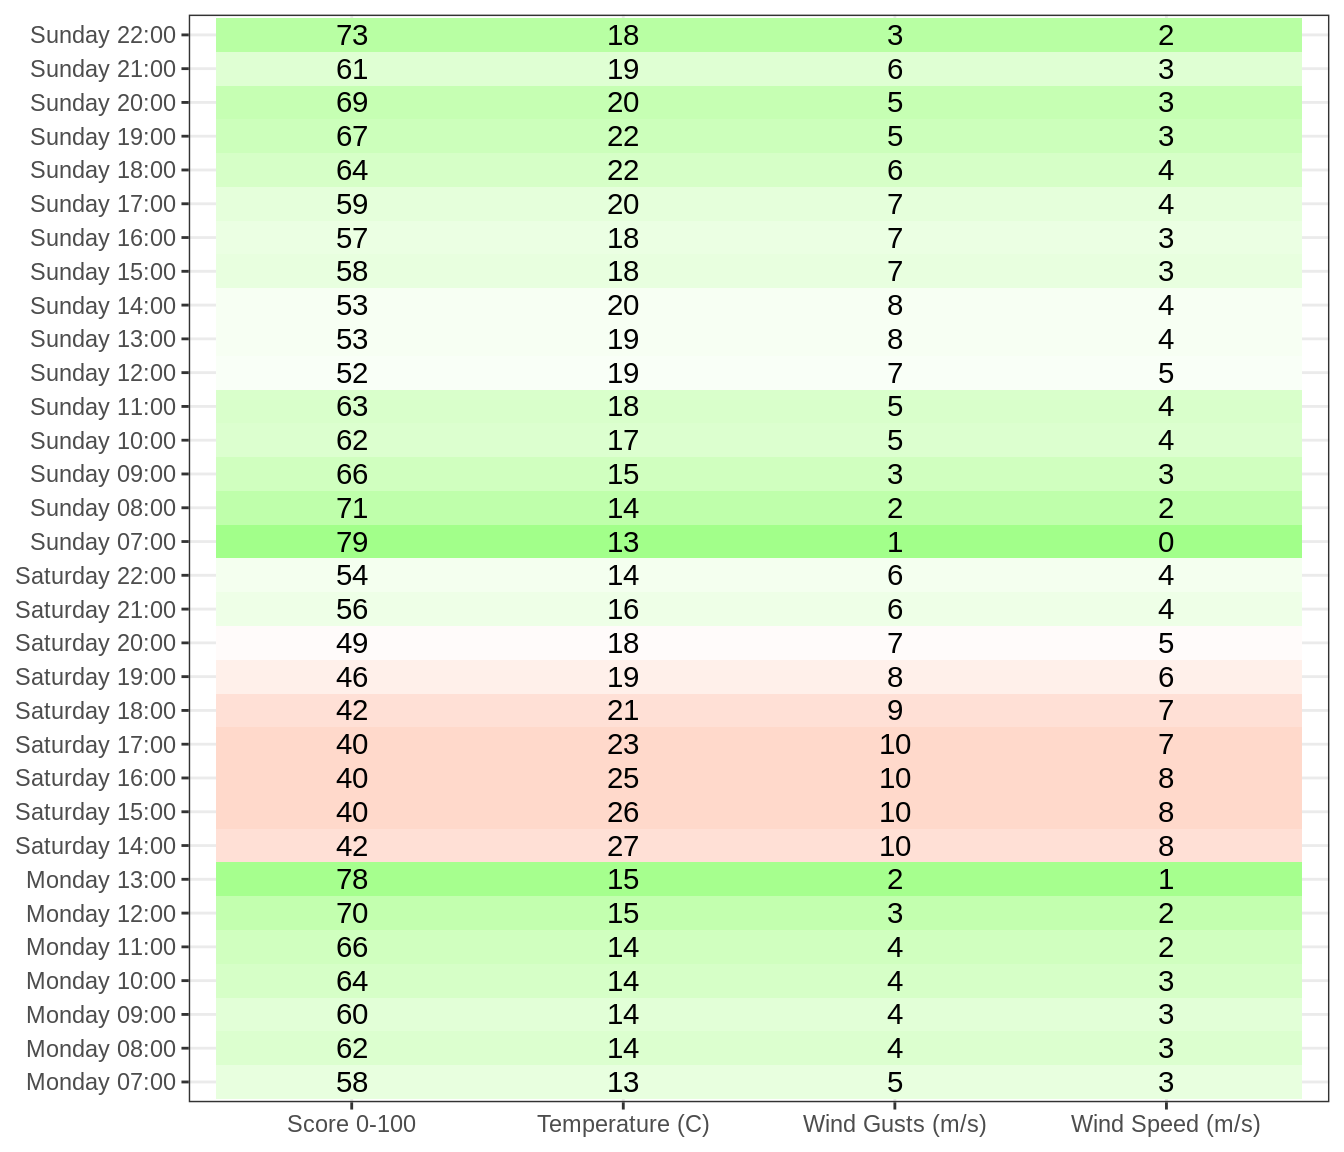 Sunday 22:00 73 18 3 2
Sunday 21:00 61 19 6 3
Sunday 20:00 69 20 5 3
Sunday 19:00 67 22 5 3
Sunday 18:00 64 22 6 4
Sunday 17:00 59 20 7 4
Sunday 16:00 57 18 7 3
Sunday 15:00 58 18 7 3
Sunday 14:00 53 20 8 4
Sunday 13:00 53 19 8 4
Sunday 12:00 52 19 7 5
Sunday 11:00 63 18 5 4
Sunday 10:00 62 17 5 4
Sunday 09:00 66 15 3 3
Sunday 08:00 71 14 2 2
Sunday 07:00 79 13 1 0
Saturday 22:00 54 14 6 4
Saturday 21:00 56 16 6 4
Saturday 20:00 49 18 7 5
Saturday 19:00 46 19 8 6
Saturday 18:00 42 21 9 7
Saturday 17:00 40 23 10 7
Saturday 16:00 40 25 10 8
Saturday 15:00 40 26 10 8
Saturday 14:00 42 27 10 8
Monday 13:00 78 15 2 1
Monday 12:00 70 15 3 2
Monday 11:00 66 14 4 2
Monday 10:00 64 14 4 3
Monday 09:00 60 14 4 3
Monday 08:00 62 14 4 3
Monday 07:00 58 13 5 3
Score 0-100 Temperature (C) Wind Gusts (m/s) Wind Speed (m/s)